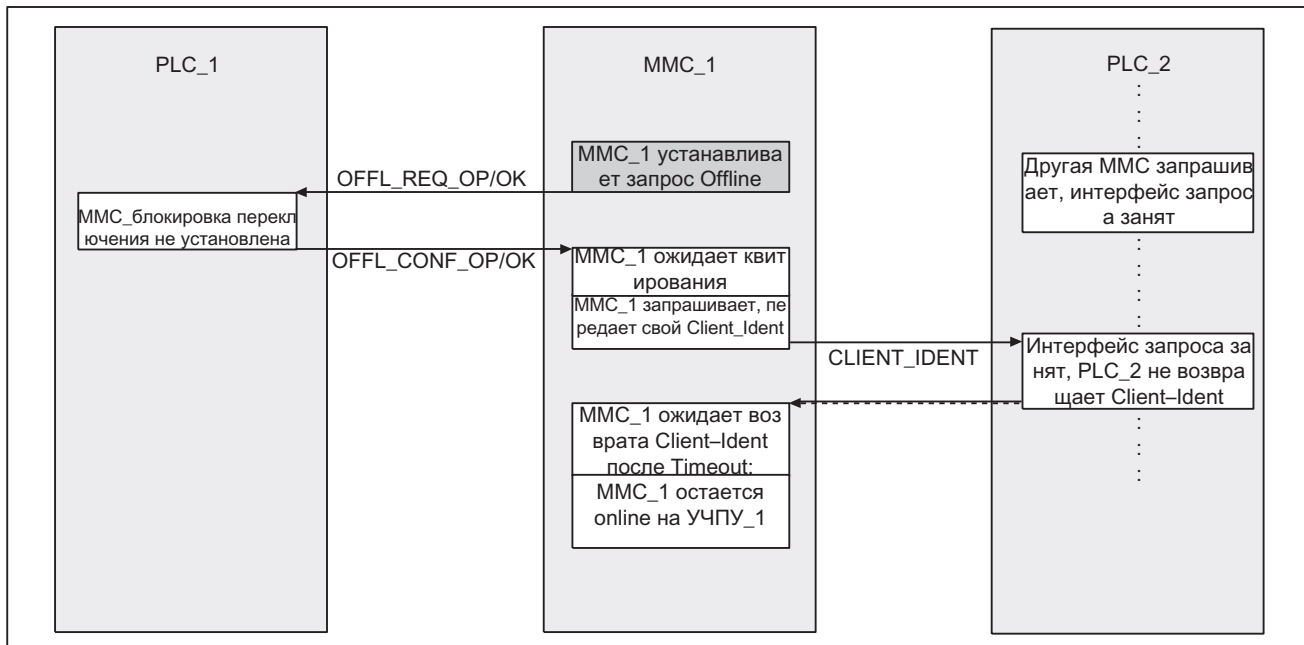 PLC_1
MMC_1
PLC_2
:
:
:
MMC_1 устанавлива
ет запрос Offline
Другая MMC запрашив
ает, интерфейс запрос
а занят
OFFL_REQ_OP/OK
MMC_блокировка перекл
ючения не установлена
OFFL_CONF_OP/OK
MMC_1 ожидает квит
ирования
MMC_1 запрашивает, пе
редает свой Client_Ident
:
:
:
:
CLIENT_IDENT
Интерфейс запроса за
нят, PLC_2 не возвра
щает Client–Ident
MMC_1 ожидает воз
врата Client–Ident
после Timeout:
MMC_1 остается
online на УЧПУ_1
:
:
: